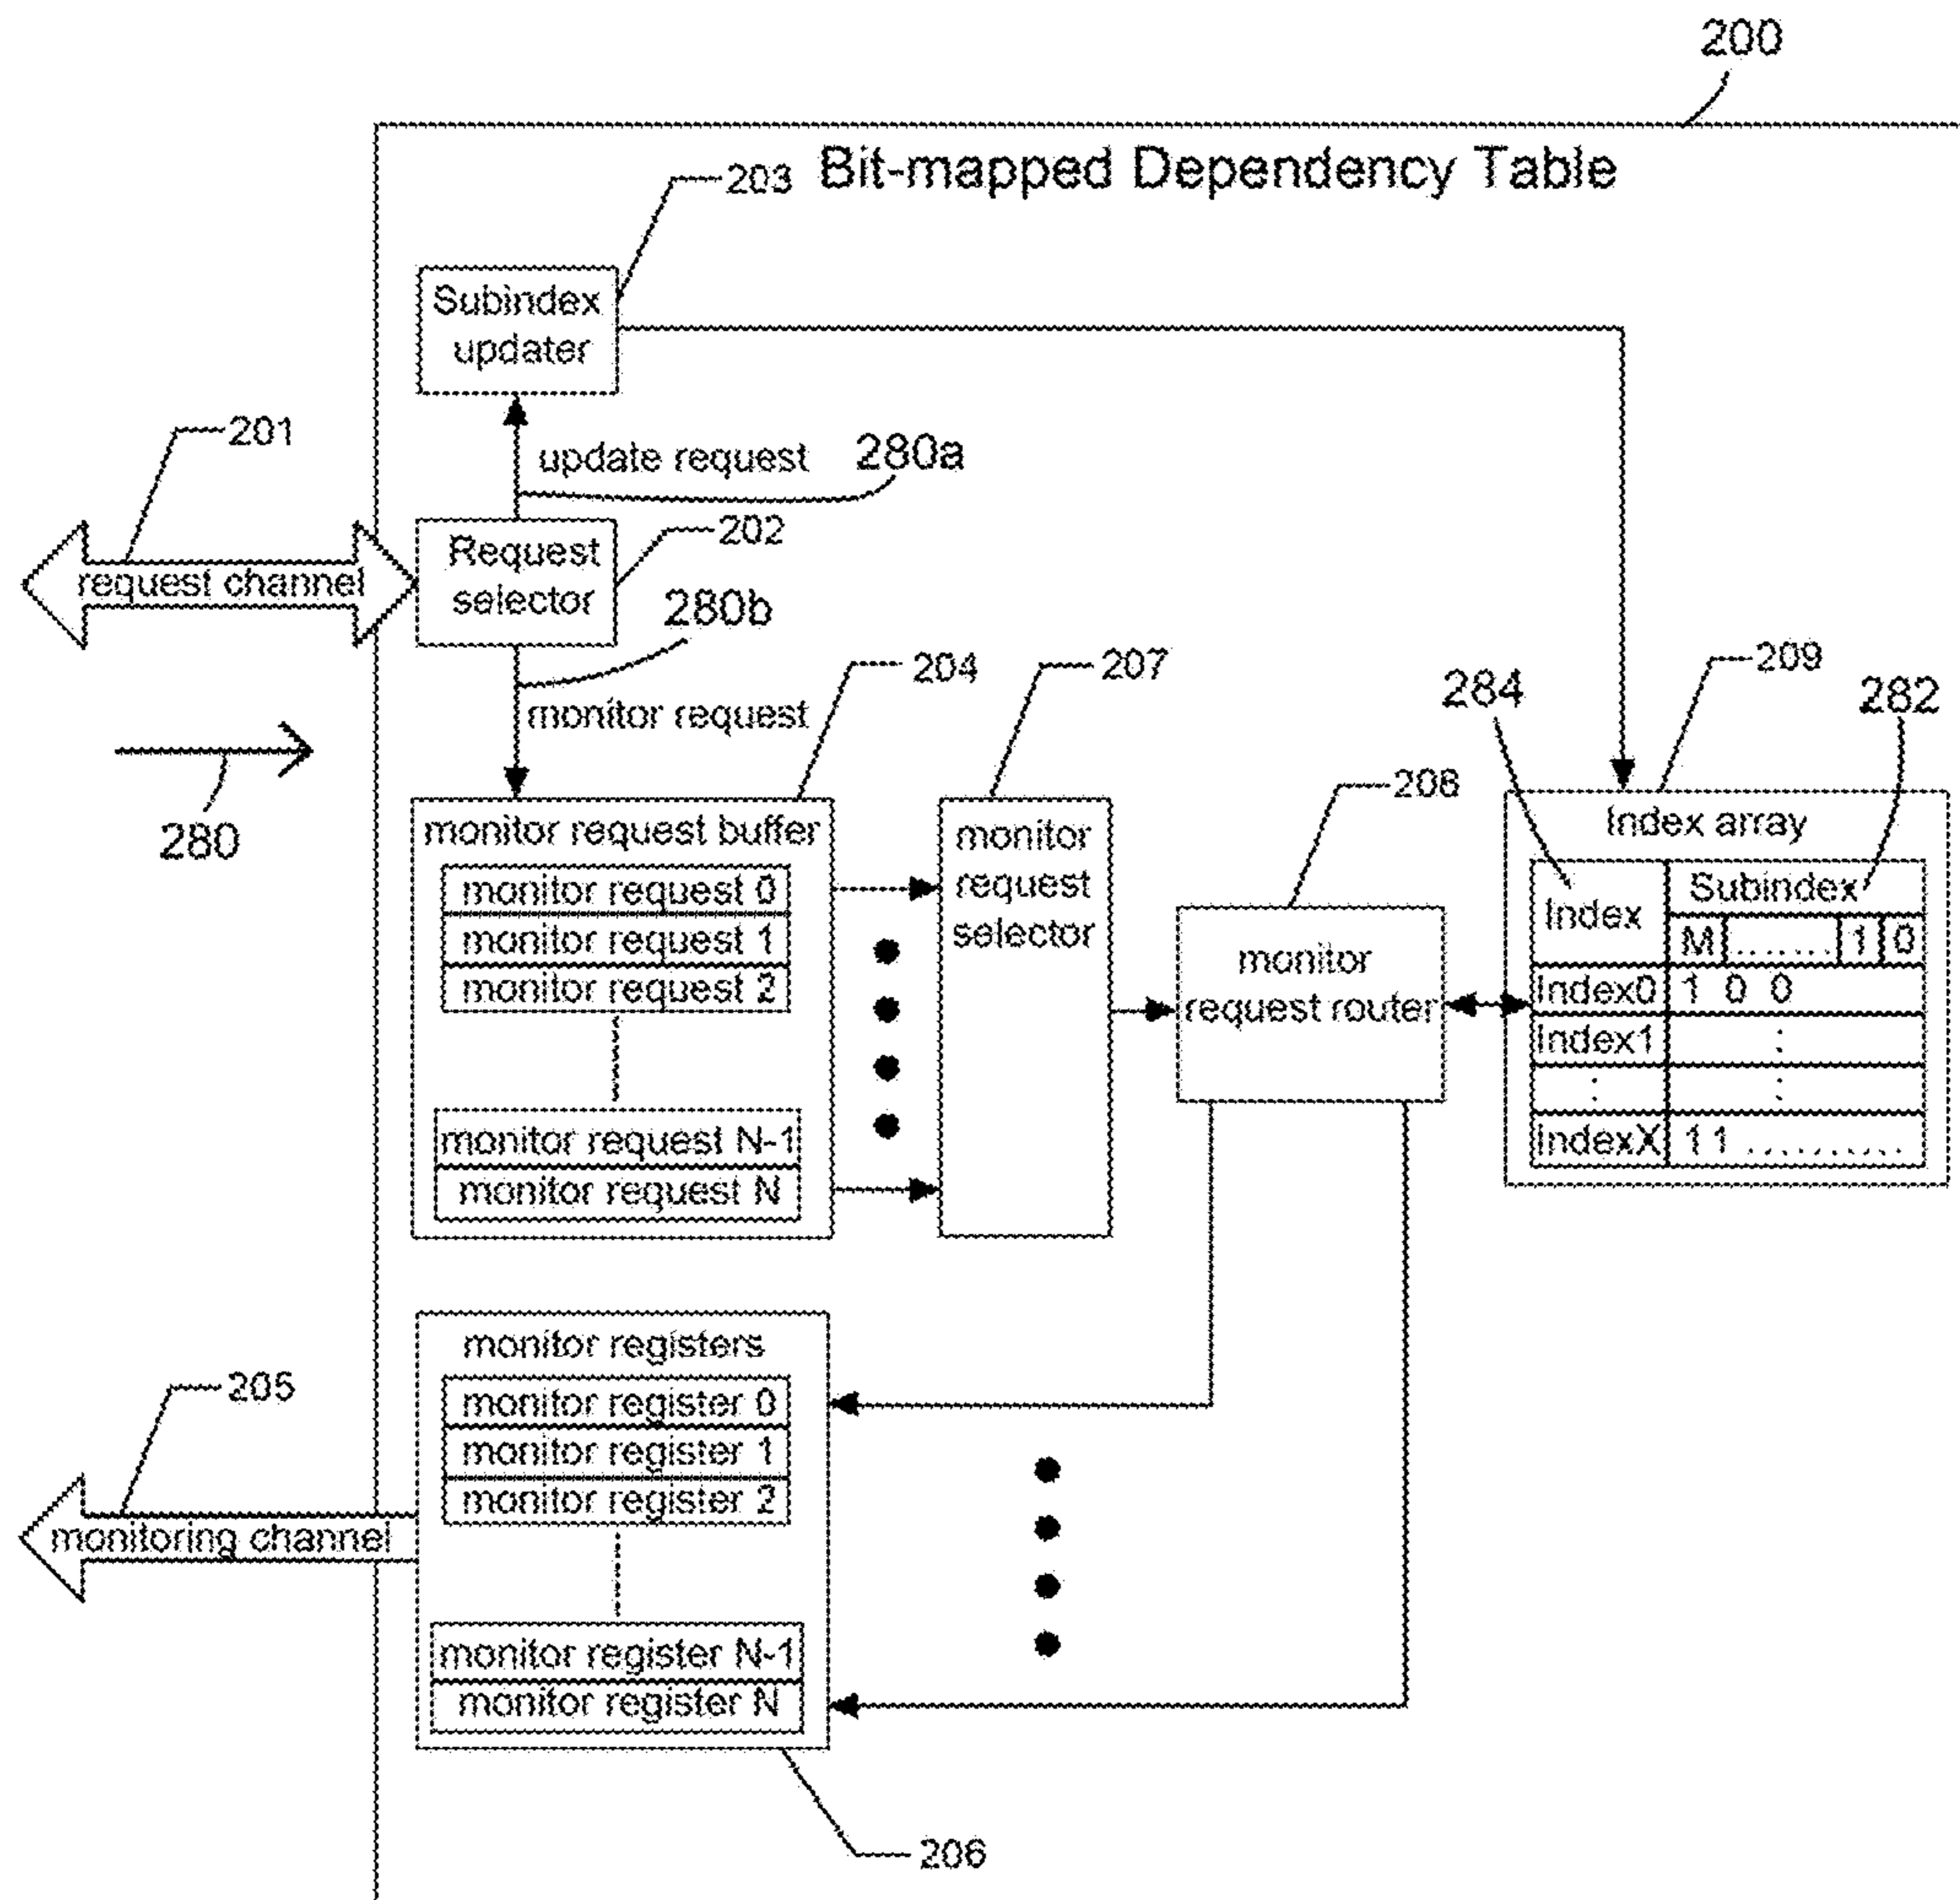 200
Bit-mapped Dependency Table
203
Subindex
updater
201
update request
280a
Request
selector
202
request channel
280b
monitor request
204
207
209
284
282
280
208
monitor request buffer
monitor request 0
monitor request 1
monitor request 2
monitor request N-1
monitor request N
monitor
request
selector
monitor
request router
Index array
Index
Subindex
M ....... 1 0
Index0 1 0 0
Index1 :
: :
IndexX 1 1 ..........
monitor registers
monitor register 0
monitor register 1
monitor register 2
monitor register N-1
monitor register N
205
monitoring channel
206